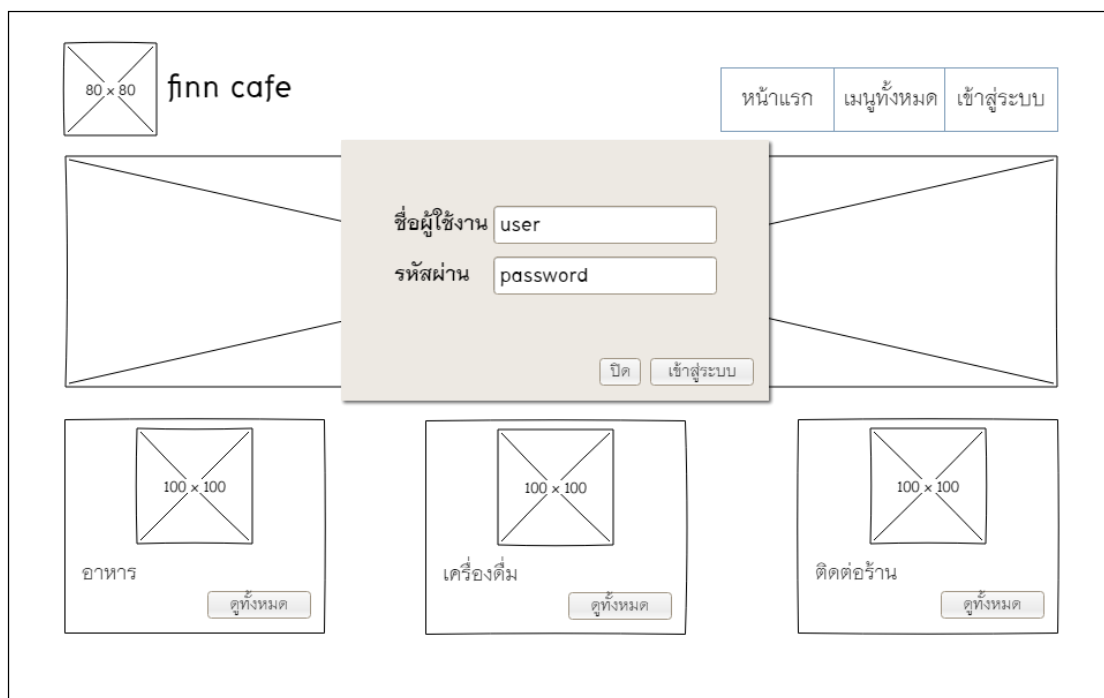 80 × 80
finn cafe
หน้าแรก
เมนูทั้งหมด
เข้าสู่ระบบ
ชื่อผู้ใช้งาน user
รหัสผ่าน password
ปิด
เข้าสู่ระบบ
100 × 100
อาหาร
ดูทั้งหมด
100 × 100
เครื่องดื่ม
ดูทั้งหมด
100 × 100
ติดต่อร้าน
ดูทั้งหมด